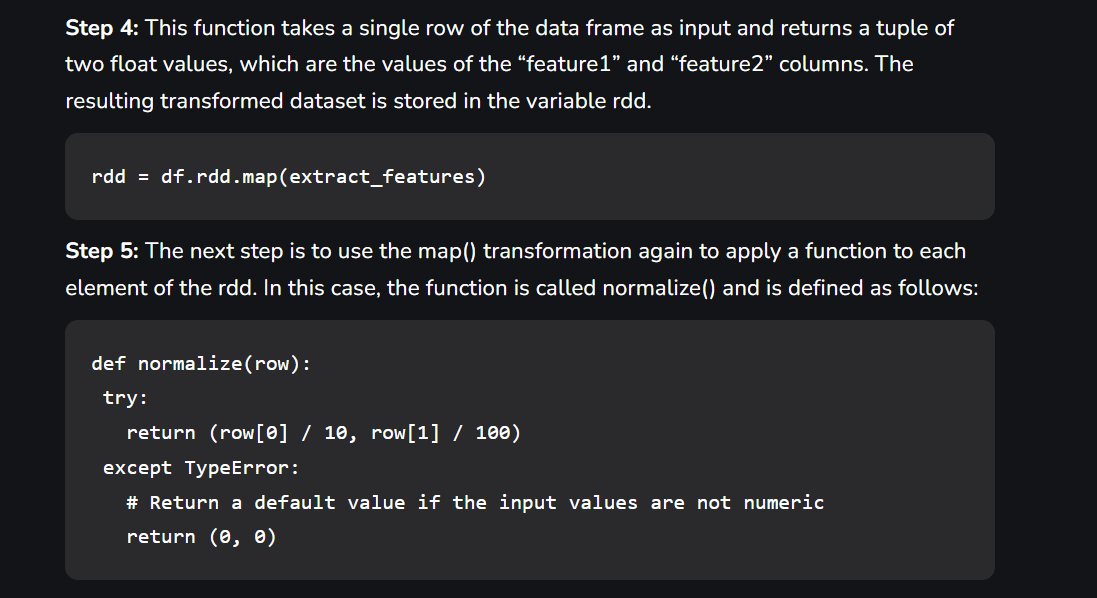 Step 4: This function takes a single row of the data frame as input and returns a tuple of
two float values, which are the values of the “feature1” and “feature2” columns. The
resulting transformed dataset is stored in the variable rdd.
rdd = df.rdd.map(extract_features)
Step 5: The next step is to use the map() transformation again to apply a function to each
element of the rdd. In this case, the function is called normalize() and is defined as follows:
def normalize(row):
 try:
   return (row[0] / 10, row[1] / 100)
 except TypeError:
   # Return a default value if the input values are not numeric
   return (0, 0)